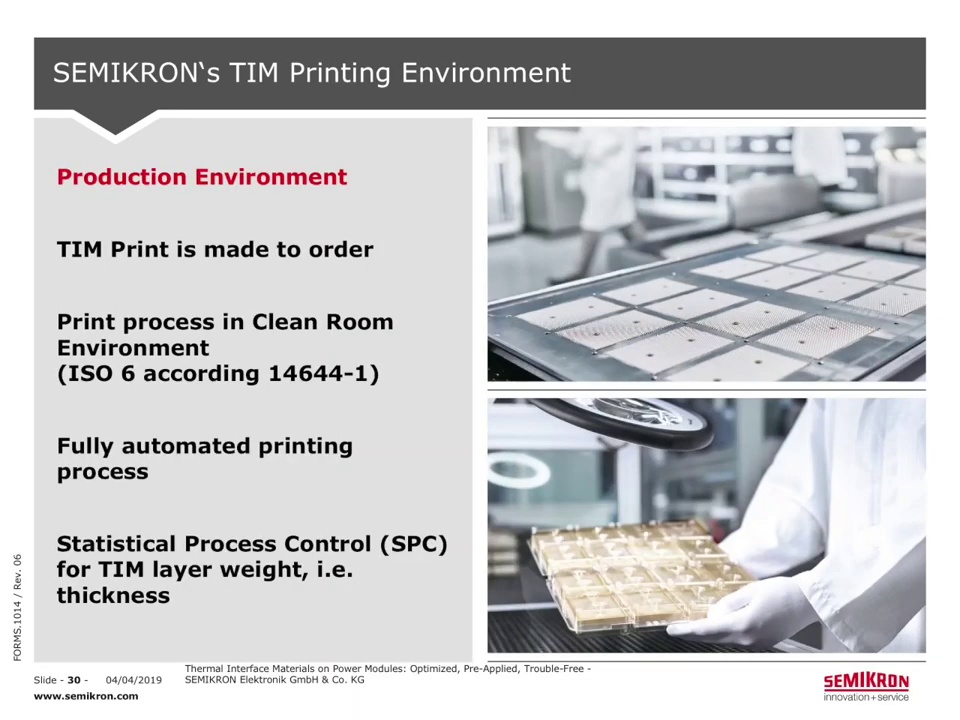 SEMIKRON‘s TIM Printing Environment
Production Environment
TIM Print is made to order
Print process in Clean Room
Environment
(ISO 6 according 14644-1)
Fully automated printing
process
Statistical Process Control (SPC)
for TIM layer weight, i.e.
thickness
FORMS.1014 / Rev. 06
Slide - 30 - 04/04/2019
Thermal Interface Materials on Power Modules: Optimized, Pre-Applied, Trouble-Free -
SEMIKRON Elektronik GmbH & Co. KG
www.semikron.com
SEMIKRON
innovation+service